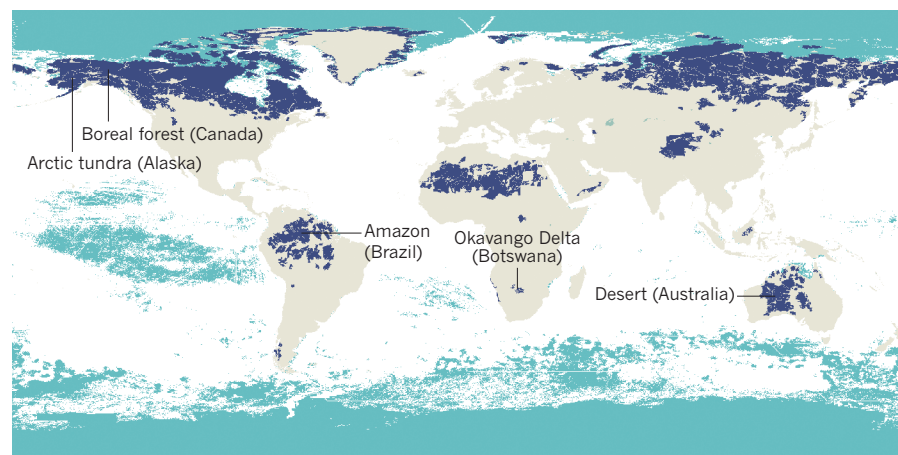 Boreal forest (Canada)
Arctic tundra (Alaska)
Amazon
(Brazil)
Okavango Delta
(Botswana)
Desert (Australia)